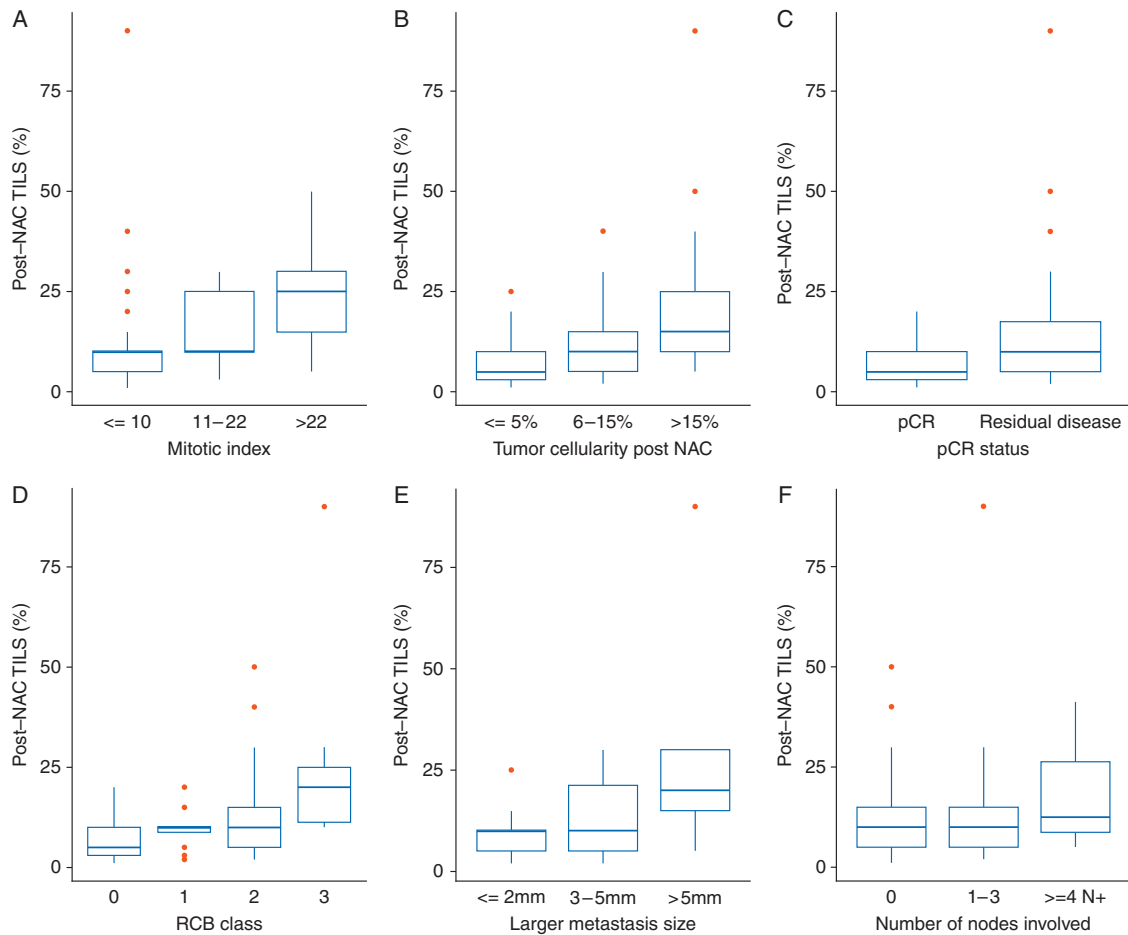 A
Post–NAC TILS (%)
75
50
25
0
<= 10 11–22 >22
Mitotic index
B
Post–NAC TILS (%)
75
50
25
0
<= 5% 6–15% >15%
Tumor cellularity post NAC
C
Post–NAC TILS (%)
75
50
25
0
pCR Residual disease
pCR status
D
Post–NAC TILS (%)
75
50
25
0
0 1 2 3
RCB class
E
Post–NAC TILS (%)
75
50
25
0
<= 2mm 3–5mm >5mm
Larger metastasis size
F
Post–NAC TILS (%)
75
50
25
0
0 1–3 >=4 N+
Number of nodes involved